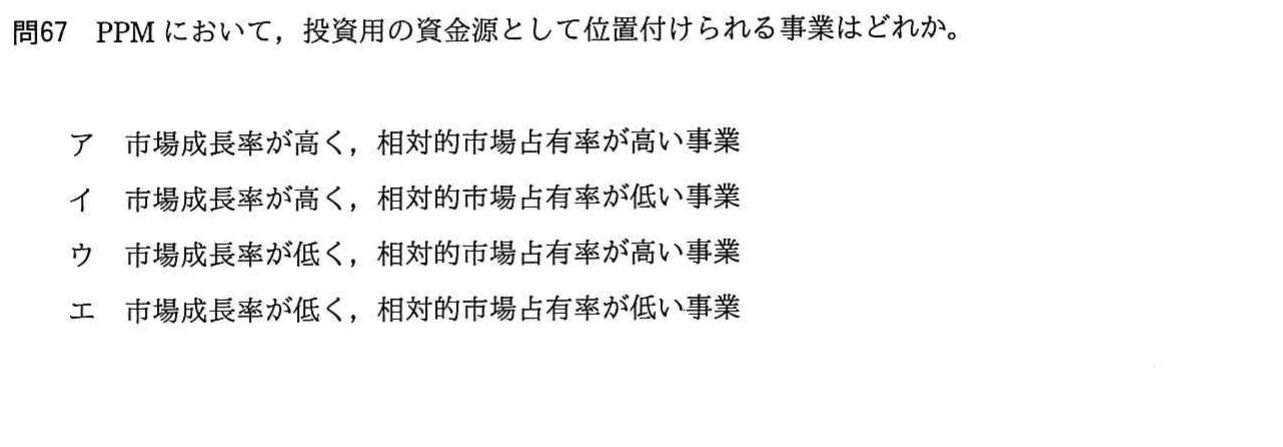 問67 PPM において，投資用の資金源として位置付けられる事業はどれか。
ア 市場成長率が高く，相対的市場占有率が高い事業
イ 市場成長率が高く，相対的市場占有率が低い事業
ウ 市場成長率が低く，相対的市場占有率が高い事業
エ 市場成長率が低く，相対的市場占有率が低い事業